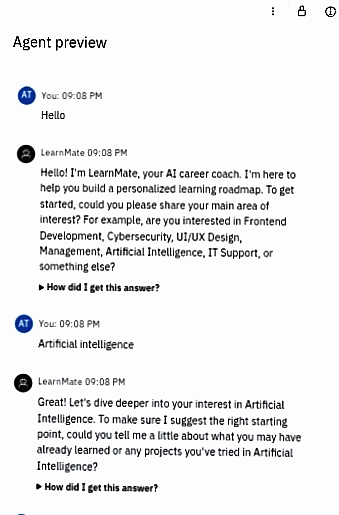 Agent preview
AT You: 09:08 PM
Hello
LearnMate 09:08 PM
Hello! I'm LearnMate, your AI career coach. I'm here to
help you build a personalized learning roadmap. To get
started, could you please share your main area of
interest? For example, are you interested in Frontend
Development, Cybersecurity, UI/UX Design,
Management, Artificial Intelligence, IT Support, or
something else?
How did I get this answer?
AT You: 09:08 PM
Artificial intelligence
LearnMate 09:08 PM
Great! Let's dive deeper into your interest in Artificial
Intelligence. To make sure I suggest the right starting
point, could you tell me a little about what you may have
already learned or any projects you've tried in Artificial
Intelligence?
How did I get this answer?